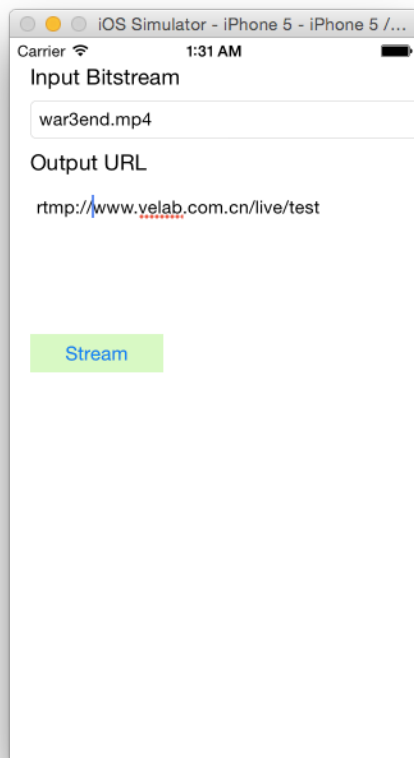 iOS Simulator - iPhone 5 - iPhone 5 /...
Carrier 1:31 AM
Input Bitstream
war3end.mp4
Output URL
rtmp://www.velab.com.cn/live/test
Stream